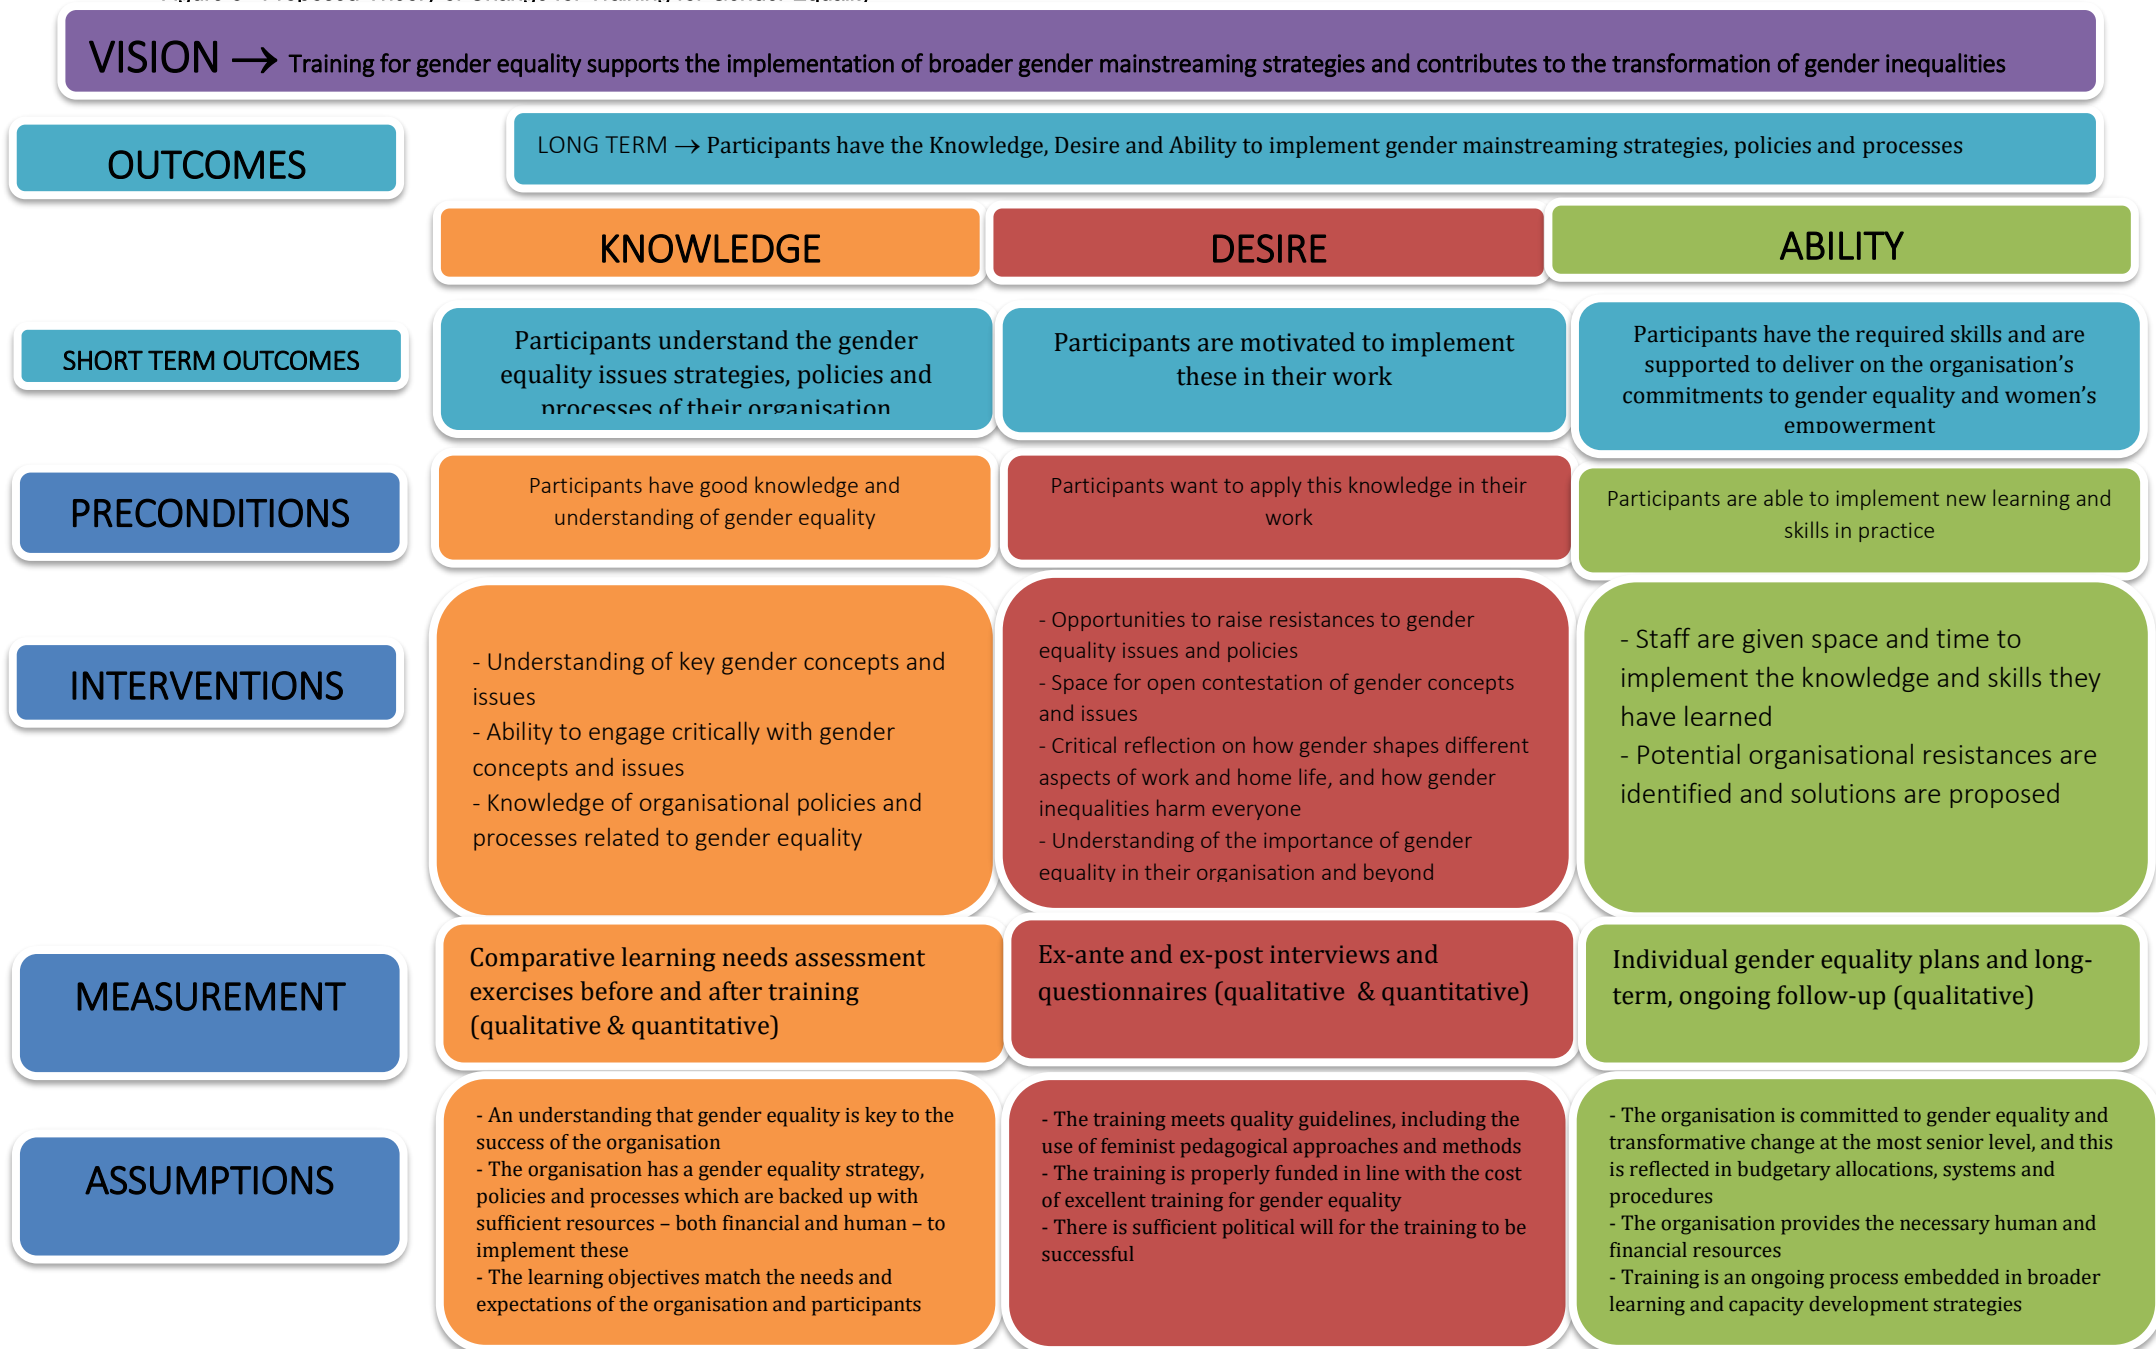 VISION → Training for gender equality supports the implementation of broader gender mainstreaming strategies and contributes to the transformation of gender inequalities
OUTCOMES
LONG TERM → Participants have the Knowledge, Desire and Ability to implement gender mainstreaming strategies, policies and processes
KNOWLEDGE
DESIRE
ABILITY
SHORT TERM OUTCOMES
Participants understand the gender
equality issues strategies, policies and
processes of their organisation
Participants are motivated to implement
these in their work
Participants have the required skills and are
supported to deliver on the organisation's
commitments to gender equality and women's
empowerment
PRECONDITIONS
Participants have good knowledge and
understanding of gender equality
Participants want to apply this knowledge in their
work
Participants are able to implement new learning and
skills in practice
INTERVENTIONS
- Understanding of key gender concepts and
issues
- Ability to engage critically with gender
concepts and issues
- Knowledge of organisational policies and
processes related to gender equality
- Opportunities to raise resistances to gender
equality issues and policies
- Space for open contestation of gender concepts
and issues
- Critical reflection on how gender shapes different
aspects of work and home life, and how gender
inequalities harm everyone
- Understanding of the importance of gender
equality in their organisation and beyond
- Staff are given space and time to
implement the knowledge and skills they
have learned
- Potential organisational resistances are
identified and solutions are proposed
MEASUREMENT
Comparative learning needs assessment
exercises before and after training
(qualitative & quantitative)
Ex-ante and ex-post interviews and
questionnaires (qualitative & quantitative)
Individual gender equality plans and long-
term, ongoing follow-up (qualitative)
ASSUMPTIONS
- An understanding that gender equality is key to the
success of the organisation
- The organisation has a gender equality strategy,
policies and processes which are backed up with
sufficient resources – both financial and human – to
implement these
- The learning objectives match the needs and
expectations of the organisation and participants
- The training meets quality guidelines, including the
use of feminist pedagogical approaches and methods
- The training is properly funded in line with the cost
of excellent training for gender equality
- There is sufficient political will for the training to be
successful
- The organisation is committed to gender equality and
transformative change at the most senior level, and this
is reflected in budgetary allocations, systems and
procedures
- The organisation provides the necessary human and
financial resources
- Training is an ongoing process embedded in broader
learning and capacity development strategies